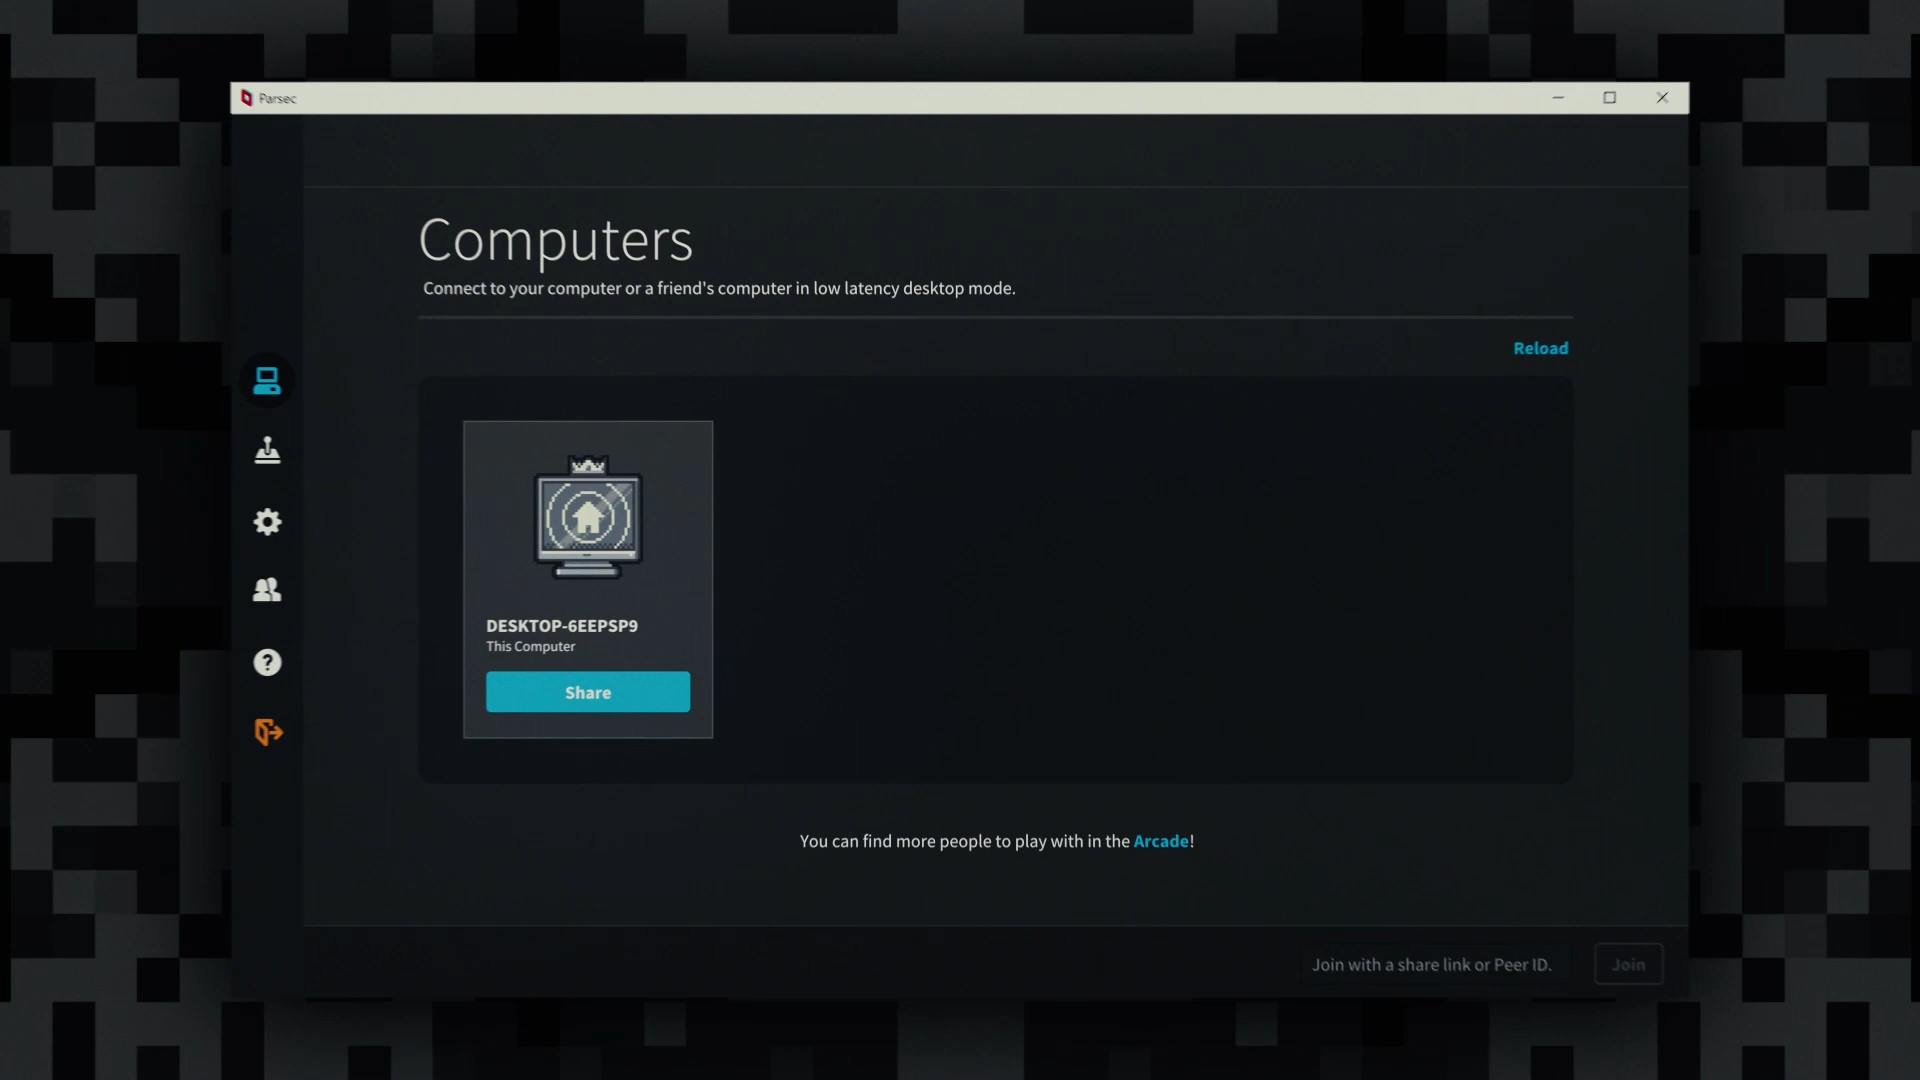 Parsec
Computers
Connect to your computer or a friend's computer in low latency desktop mode.
Reload
DESKTOP-6EEPSP9
This Computer
Share
You can find more people to play with in the Arcade!
Join with a share link or Peer ID.
Join